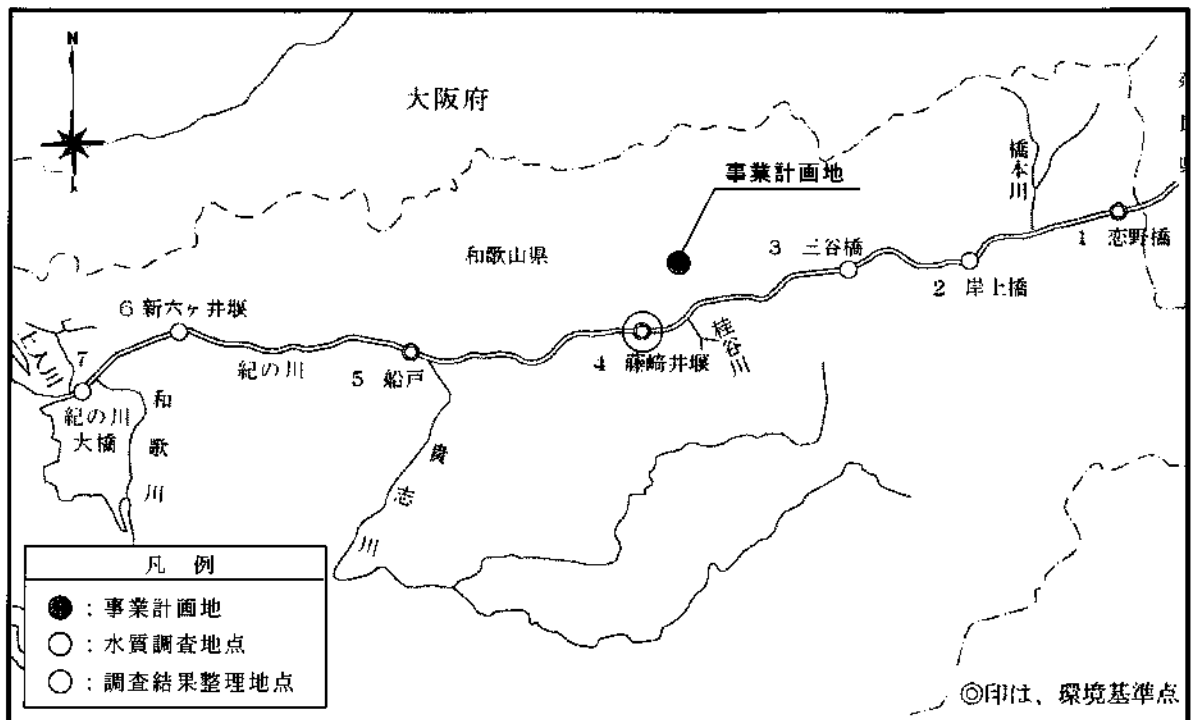 N
大阪府
奈良県
橋本川
事業計画地
和歌山県
3 三谷橋
1 恋野橋
2 岸上橋
6 新六ヶ井堰
桂谷川
4 藤崎井堰
紀の川
5 船戸
7
紀の川
大橋
和歌川
貴志川
凡 例
● : 事業計画地
○ : 水質調査地点
○ : 調査結果整理地点
◎印は、環境基準点